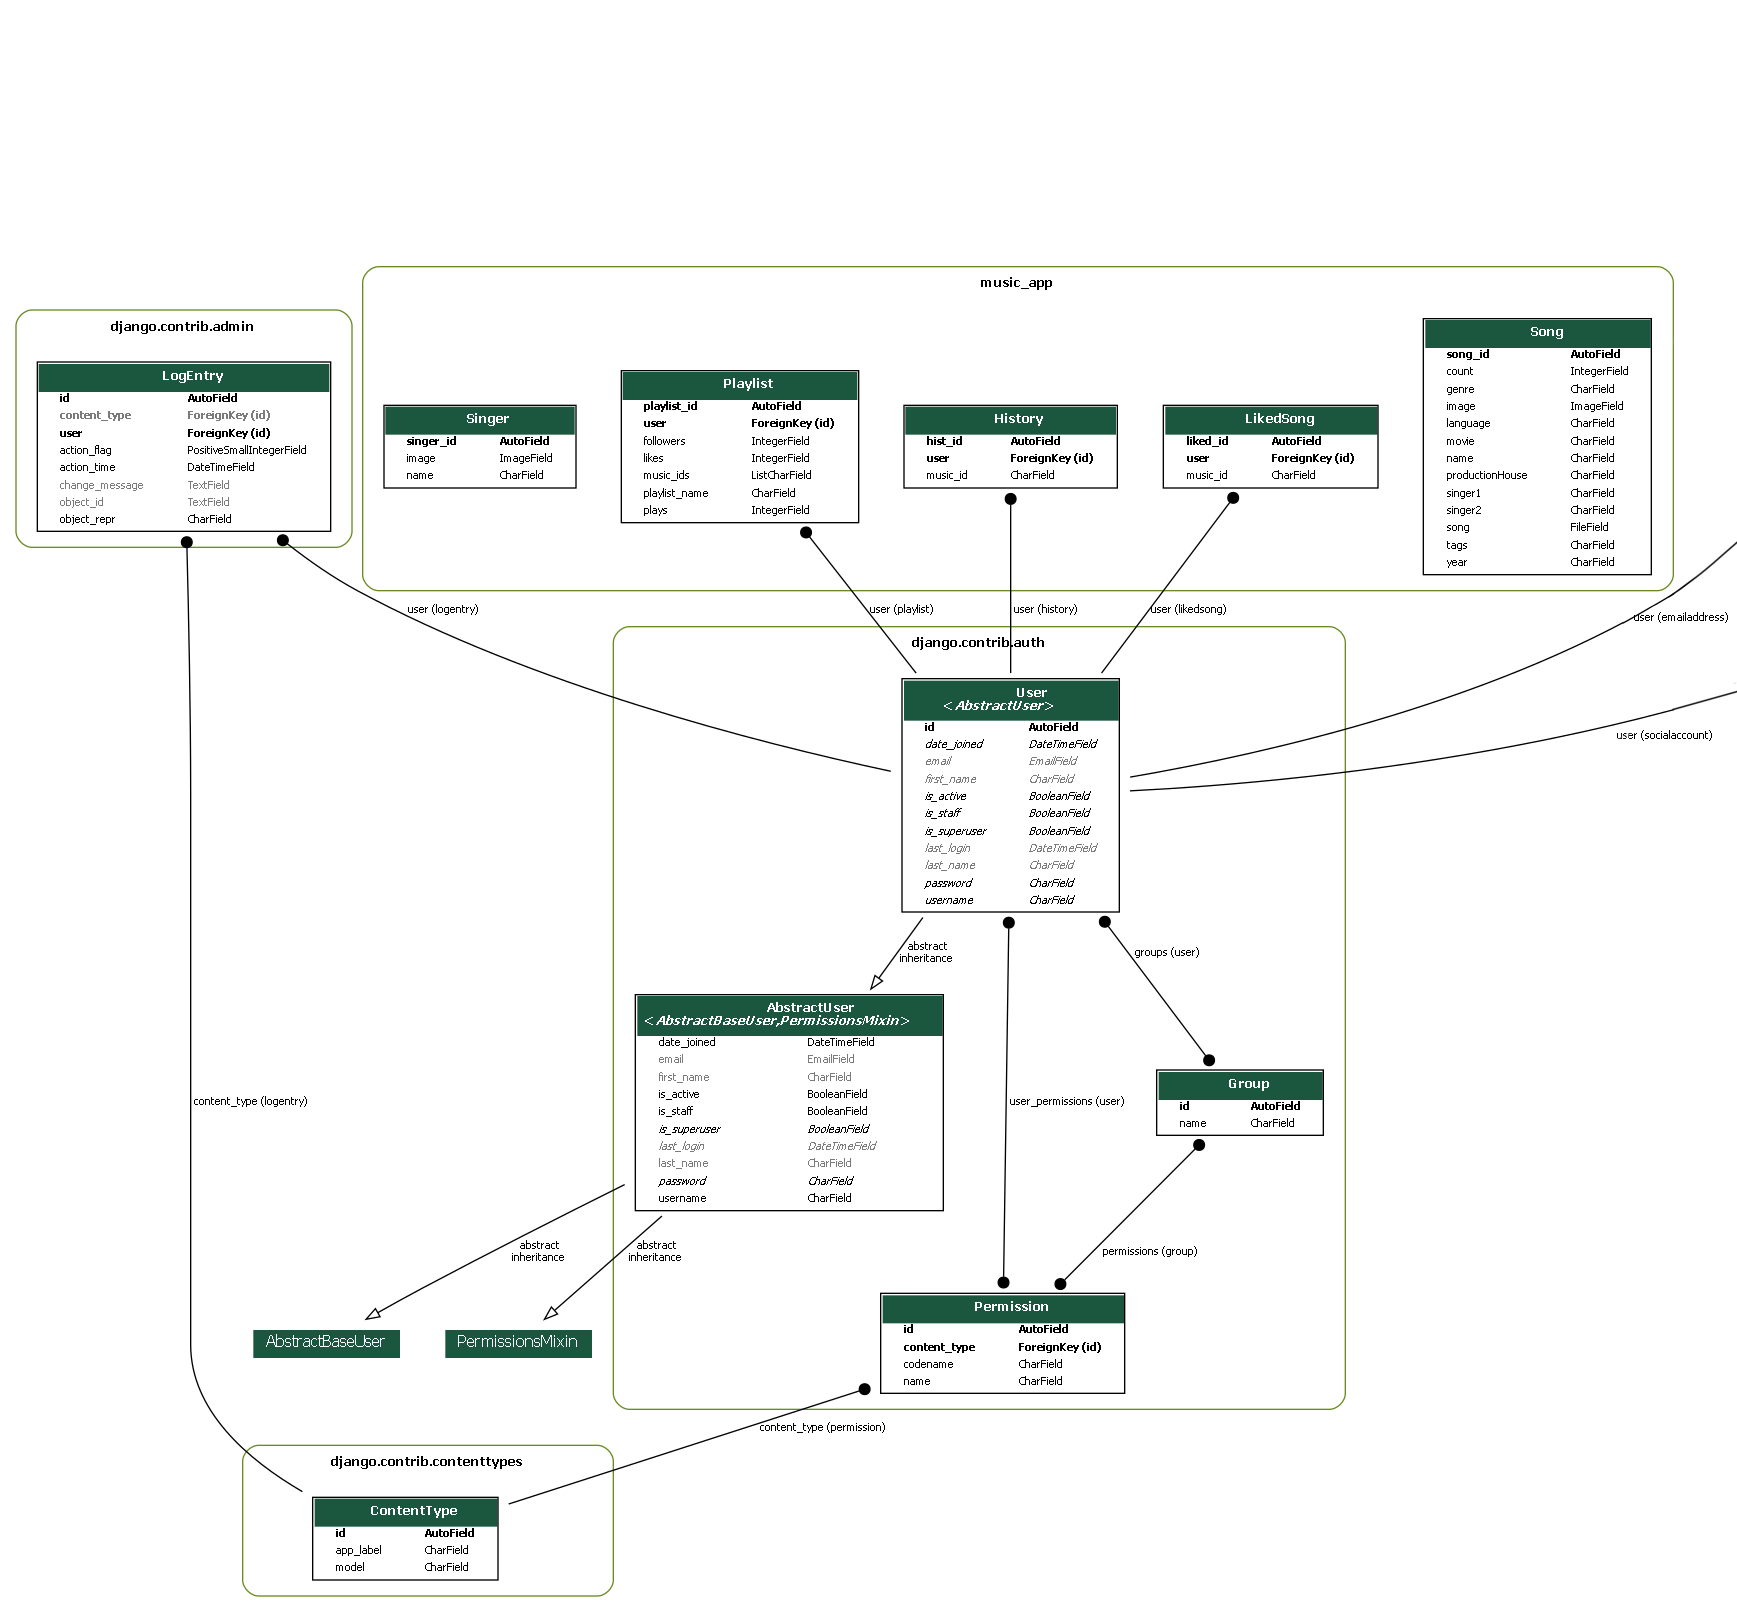 music_app
django.contrib.admin
LogEntry
id AutoField
content_type ForeignKey (id)
user ForeignKey (id)
action_flag PositiveSmallIntegerField
action_time DateTimeField
change_message TextField
object_id TextField
object_repr CharField
Singer
singer_id AutoField
image ImageField
name CharField
Playlist
playlist_id AutoField
user ForeignKey (id)
followers IntegerField
likes IntegerField
music_ids ListCharField
playlist_name CharField
plays IntegerField
History
hist_id AutoField
user ForeignKey (id)
music_id CharField
LikedSong
liked_id AutoField
user ForeignKey (id)
music_id CharField
Song
song_id AutoField
count IntegerField
genre CharField
image ImageField
language CharField
movie CharField
name CharField
productionHouse CharField
singer1 CharField
singer2 CharField
song FileField
tags CharField
year CharField
user (logentry)
user (playlist)
user (history)
user (likedsong)
user (emailaddress)
user (socialaccount)
django.contrib.auth
User
<AbstractUser>
id AutoField
date_joined DateTimeField
email EmailField
first_name CharField
is_active BooleanField
is_staff BooleanField
is_superuser BooleanField
last_login DateTimeField
last_name CharField
password CharField
username CharField
abstract
inheritance
groups (user)
AbstractUser
<AbstractBaseUser,PermissionsMixin>
date_joined DateTimeField
email EmailField
first_name CharField
is_active BooleanField
is_staff BooleanField
is_superuser BooleanField
last_login DateTimeField
last_name CharField
password CharField
username CharField
content_type (logentry)
user_permissions (user)
Group
id AutoField
name CharField
abstract
inheritance
abstract
inheritance
permissions (group)
AbstractBaseUser
PermissionsMixin
Permission
id AutoField
content_type ForeignKey (id)
codename CharField
name CharField
content_type (permission)
django.contrib.contenttypes
ContentType
id AutoField
app_label CharField
model CharField